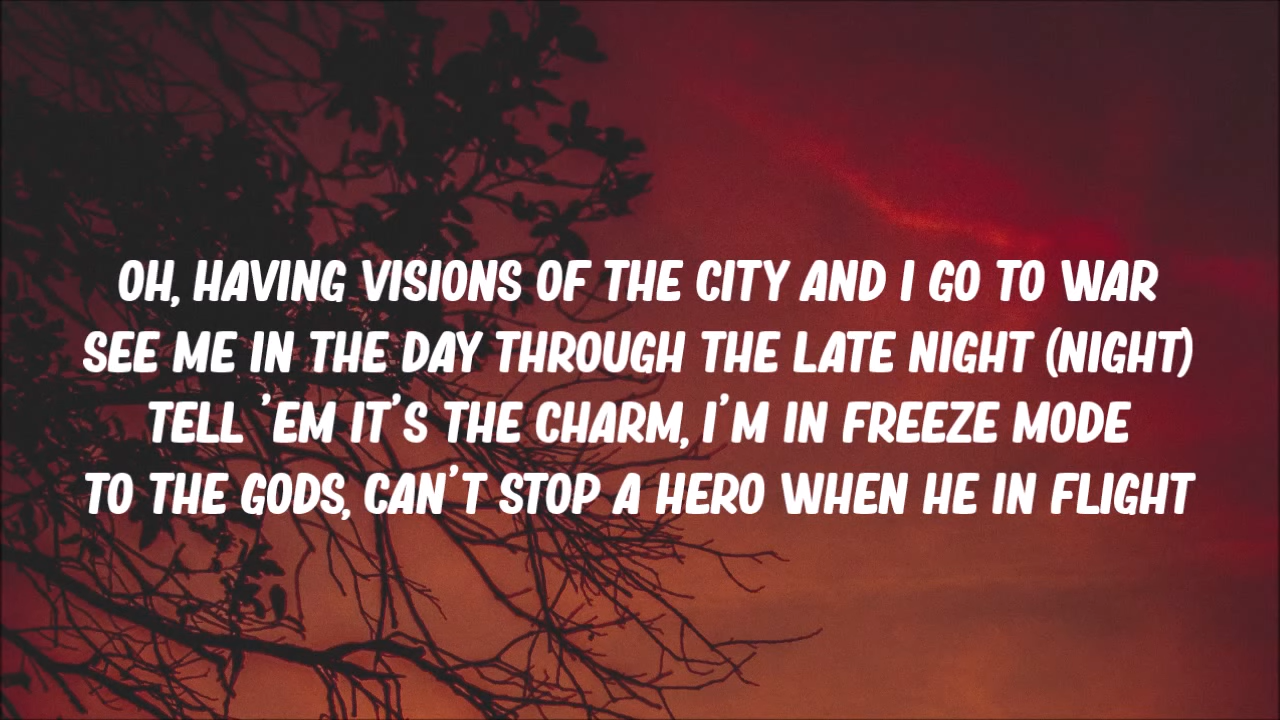 OH, HAVING VISIONS OF THE CITY AND I GO TO WAR
SEE ME IN THE DAY THROUGH THE LATE NIGHT (NIGHT)
TELL 'EM IT'S THE CHARM, I'M IN FREEZE MODE
TO THE GODS, CAN'T STOP A HERO WHEN HE IN FLIGHT